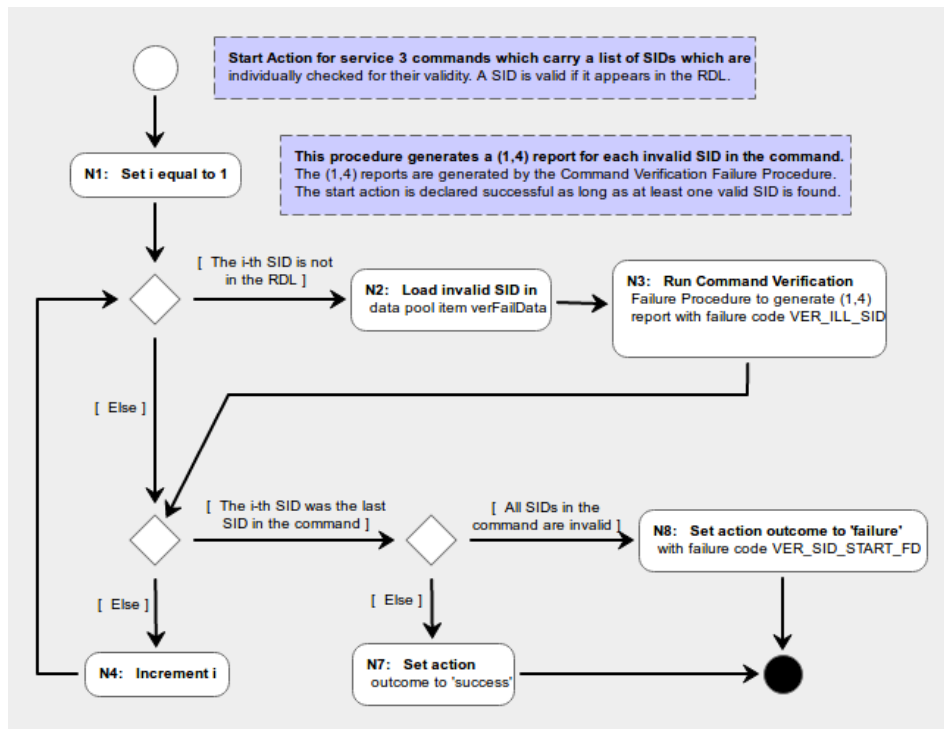 Start Action for service 3 commands which carry a list of SIDs which are
individually checked for their validity. A SID is valid if it appears in the RDL.
This procedure generates a (1,4) report for each invalid SID in the command.
The (1,4) reports are generated by the Command Verification Failure Procedure.
The start action is declared successful as long as at least one valid SID is found.
N1: Set i equal to 1
[ The i-th SID is not
in the RDL ]
N2: Load invalid SID in
data pool item verFailData
N3: Run Command Verification
Failure Procedure to generate (1,4)
report with failure code VER_ILL_SID
[ Else ]
[ The i-th SID was the last
SID in the command ]
[ All SIDs in the
command are invalid ]
N8: Set action outcome to 'failure'
with failure code VER_SID_START_FD
[ Else ]
[ Else ]
N4: Increment i
N7: Set action
outcome to 'success'